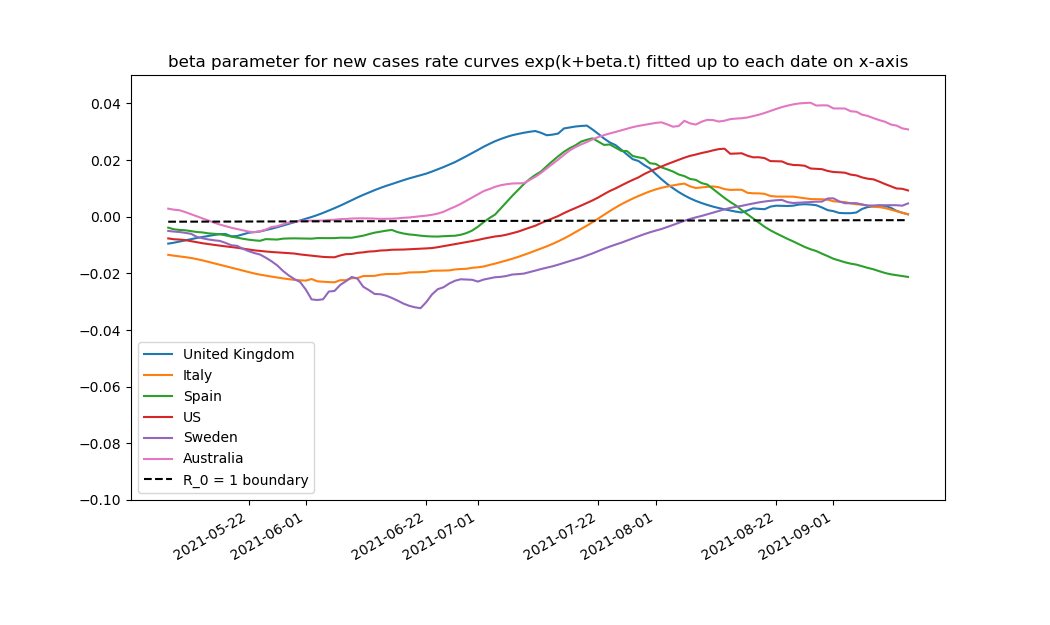 beta parameter for new cases rate curves exp(k+beta.t) fitted up to each date on x-axis
0.04
0.02
0.00
−0.02
−0.04
−0.06
−0.08
−0.10
United Kingdom
Italy
Spain
US
Sweden
Australia
R_0 = 1 boundary
2021-05-22
2021-06-01
2021-06-22
2021-07-01
2021-07-22
2021-08-01
2021-08-22
2021-09-01